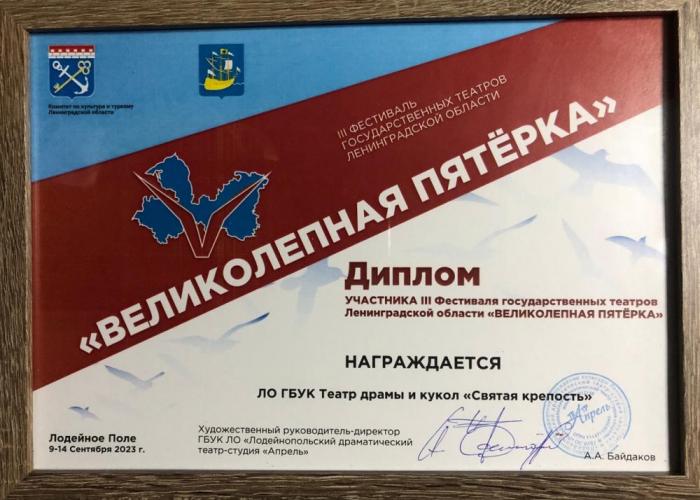 Комитет по культуре и туризму
Ленинградской области
III ФЕСТИВАЛЬ
ГОСУДАРСТВЕННЫХ ТЕАТРОВ
ЛЕНИНГРАДСКОЙ ОБЛАСТИ
«ВЕЛИКОЛЕПНАЯ ПЯТЁРКА»
Диплом
УЧАСТНИКА III Фестиваля государственных театров
Ленинградской области «ВЕЛИКОЛЕПНАЯ ПЯТЁРКА»
НАГРАЖДАЕТСЯ
ЛО ГБУК Театр драмы и кукол «Святая крепость»
Лодейное Поле
9-14 Сентября 2023 г.
Художественный руководитель-директор
ГБУК ЛО «Лодейнопольский драматический
театр-студия «Апрель»
Апрель
А.А. Байдаков